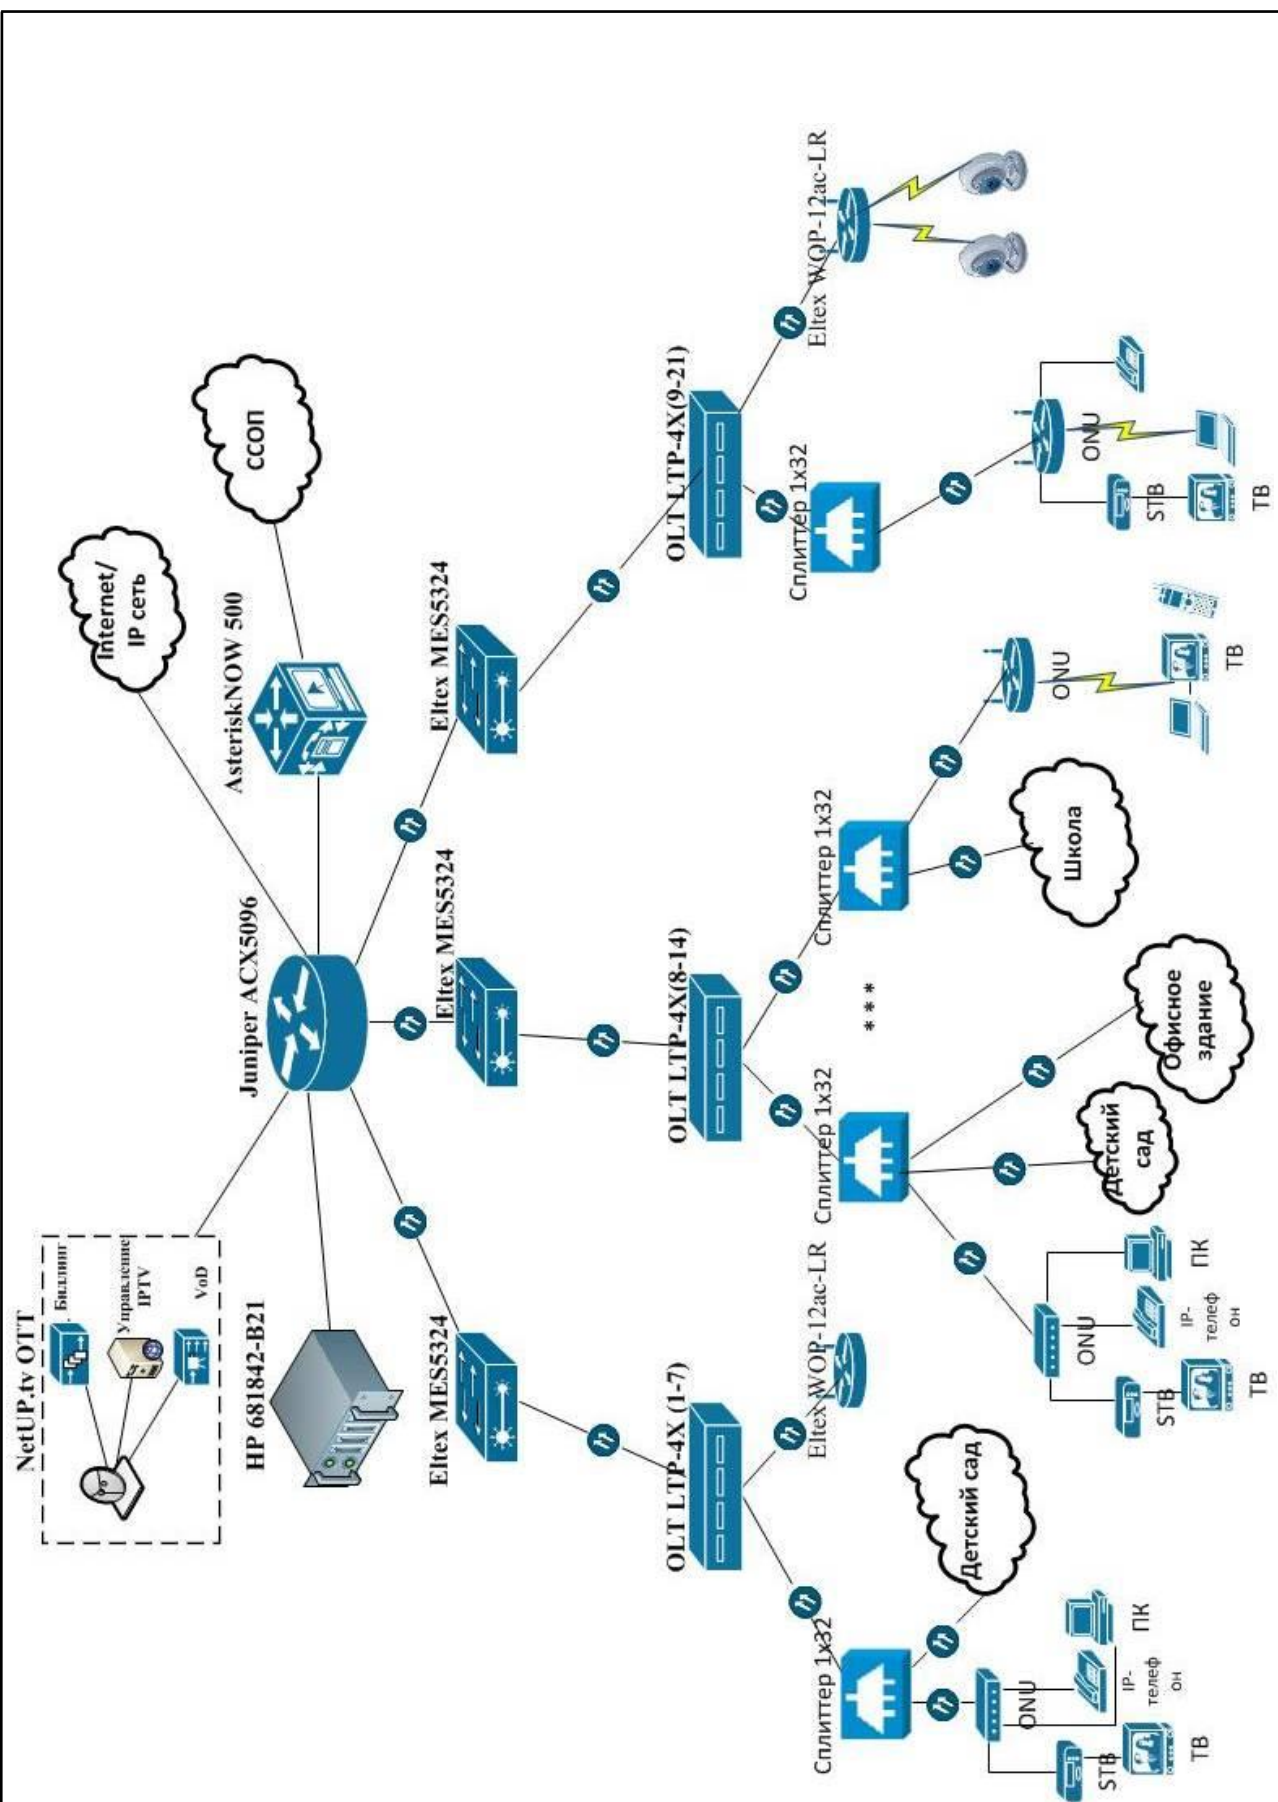 NetUP.tv OTT
Биллинг
Управление
IPTV
VoD
Internet/
IP сеть
ССОП
HP 681842-B21
Juniper ACX5096
AsteriskNOW 500
Eltex MES5324
Eltex MES5324
Eltex MES5324
OLT LTP-4X (1-7)
OLT LTP-4X(8-14)
OLT LTP-4X(9-21)
Сплиттер 1x32
Eltex WOP-12ac-LR
Сплиттер 1x32
* * *
Сплиттер 1x32
Сплиттер 1x32
Eltex WOP-12ac-LR
Детский сад
ONU
STB
ТВ
IP-
телеф
он
ПК
ONU
STB
ТВ
IP-
телеф
он
ПК
Детский
сад
Офисное
здание
Школа
ONU
ТВ
ONU
STB
ТВ